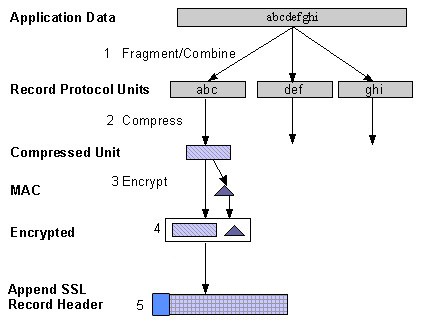 Application Data abcdefghi
1 Fragment/Combine
Record Protocol Units abc def ghi
2 Compress
Compressed Unit
3 Encrypt
MAC
Encrypted 4
Append SSL
Record Header 5